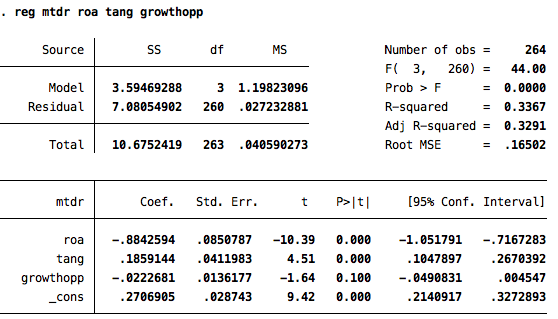 . reg mtdr roa tang growthopp
Source SS df MS Number of obs = 264
F( 3, 260) = 44.00
Model 3.59469288 3 1.19823096 Prob > F = 0.0000
Residual 7.08054902 260 .027232881 R-squared = 0.3367
Adj R-squared = 0.3291
Total 10.6752419 263 .040590273 Root MSE = .16502
mtdr Coef. Std. Err. t P>|t| [95% Conf. Interval]
roa -.8842594 .0850787 -10.39 0.000 -1.051791 -.7167283
tang .1859144 .0411983 4.51 0.000 .1047897 .2670392
growthopp -.0222681 .0136177 -1.64 0.100 -.0490831 .004547
_cons .2706905 .028743 9.42 0.000 .2140917 .3272893